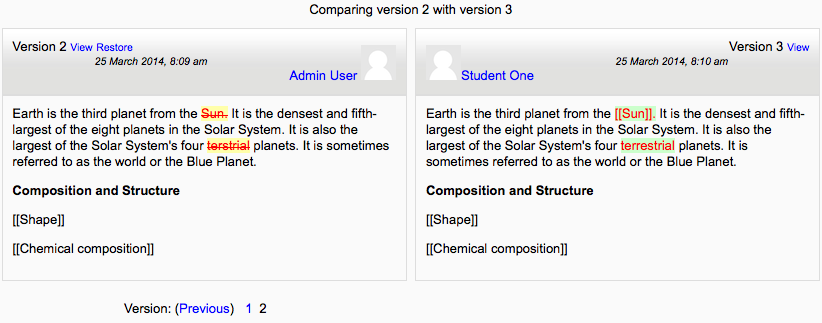 Comparing version 2 with version 3
Version 2 View Restore
25 March 2014, 8:09 am
Admin User
Earth is the third planet from the Sun. It is the densest and fifth-
largest of the eight planets in the Solar System. It is also the
largest of the Solar System's four terstrial planets. It is sometimes
referred to as the world or the Blue Planet.
Composition and Structure
[[Shape]]
[[Chemical composition]]
Version 3 View
25 March 2014, 8:10 am
Student One
Earth is the third planet from the [[Sun]]. It is the densest and fifth-
largest of the eight planets in the Solar System. It is also the
largest of the Solar System's four terrestrial planets. It is
sometimes referred to as the world or the Blue Planet.
Composition and Structure
[[Shape]]
[[Chemical composition]]
Version: (Previous) 1 2